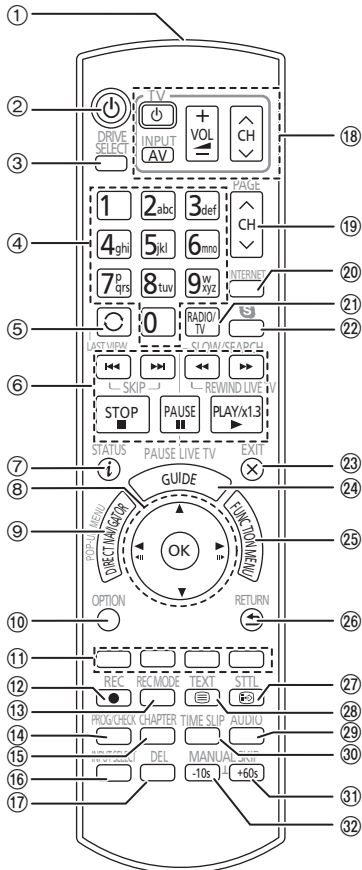 ①
②
TV
DRIVE SELECT
INPUT AV
+ VOL −
CH
⑱
③
PAGE
④
1 2abc 3def
CH
⑲
4ghi 5jkl 6mno
7pqrs 8tuv 9wxyz
INTERNET
⑳
㉑
⑤
0
RADIO/TV
S
㉒
LAST VIEW
SLOW/SEARCH
⑥
SKIP
REWIND LIVE TV
STOP
PAUSE
PLAY/x1.3
STATUS
PAUSE LIVE TV
EXIT
⑦
i
㉓
⑧
GUIDE
㉔
⑨
POP-UP MENU
DIRECT NAVIGATOR
OK
FUNCTION MENU
㉕
OPTION
RETURN
⑩
㉖
⑪
REC
REC MODE
TEXT
STTL
⑫
㉗
⑬
㉘
PROG/CHECK
CHAPTER
TIME SLIP
AUDIO
⑭
㉙
⑮
㉚
INPUT SELECT
DEL
MANUAL SKIP
⑯
-10s
+60s
㉛
⑰
㉜